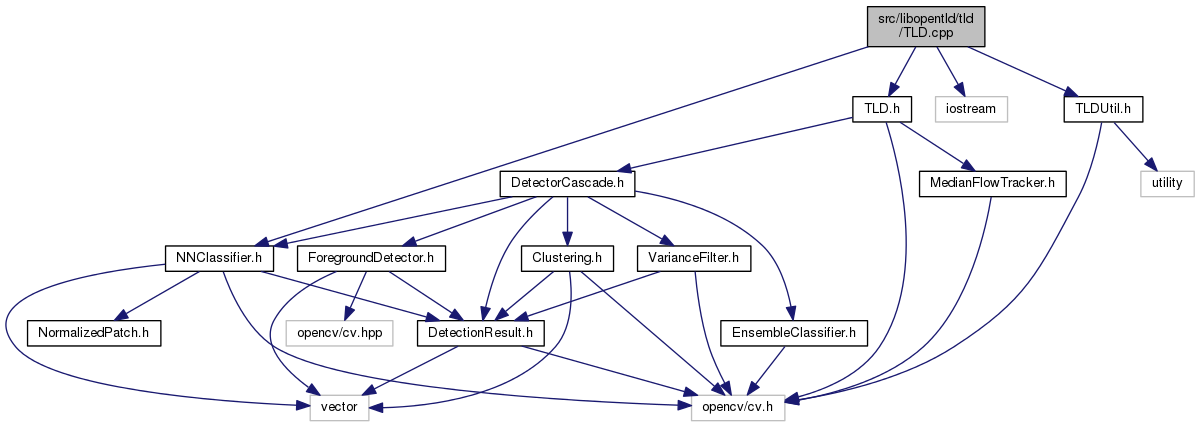 src/libopentld/tld
/TLD.cpp
TLD.h
iostream
TLDUtil.h
DetectorCascade.h
MedianFlowTracker.h
utility
NNClassifier.h
ForegroundDetector.h
Clustering.h
VarianceFilter.h
NormalizedPatch.h
opencv/cv.hpp
DetectionResult.h
EnsembleClassifier.h
vector
opencv/cv.h